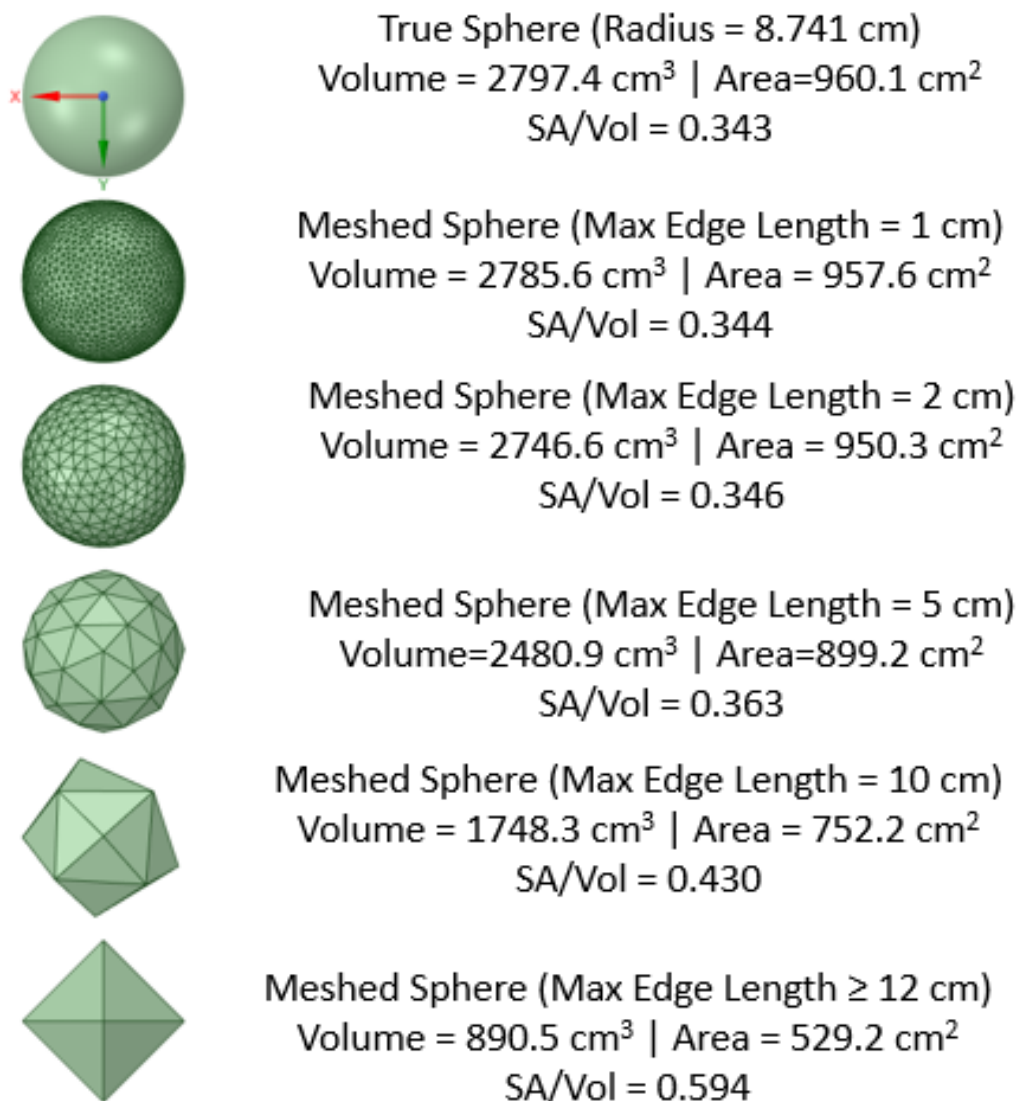 True Sphere (Radius = 8.741 cm)
Volume = 2797.4 cm³ | Area=960.1 cm²
SA/Vol = 0.343
X
Y
Meshed Sphere (Max Edge Length = 1 cm)
Volume = 2785.6 cm³ | Area = 957.6 cm²
SA/Vol = 0.344
Meshed Sphere (Max Edge Length = 2 cm)
Volume = 2746.6 cm³ | Area = 950.3 cm²
SA/Vol = 0.346
Meshed Sphere (Max Edge Length = 5 cm)
Volume=2480.9 cm³ | Area=899.2 cm²
SA/Vol = 0.363
Meshed Sphere (Max Edge Length = 10 cm)
Volume = 1748.3 cm³ | Area = 752.2 cm²
SA/Vol = 0.430
Meshed Sphere (Max Edge Length ≥ 12 cm)
Volume = 890.5 cm³ | Area = 529.2 cm²
SA/Vol = 0.594